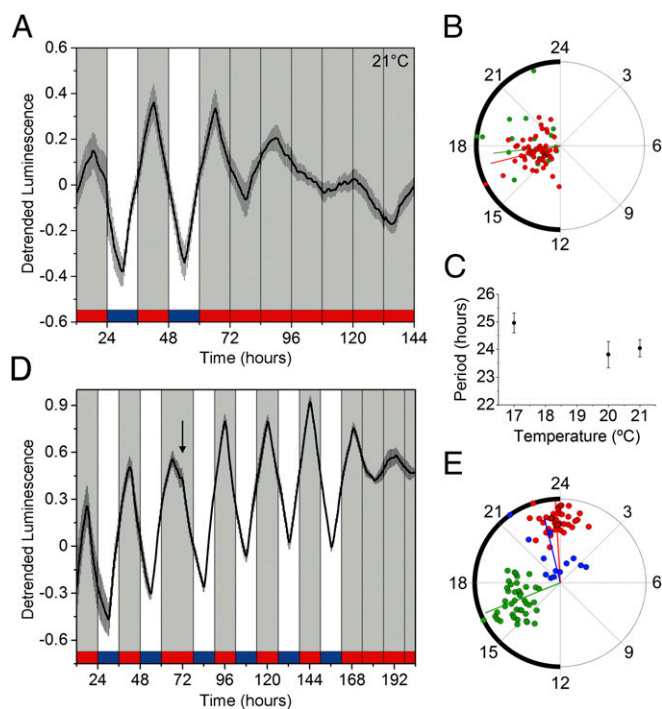 A
0.6
0.4
0.2
0
-0.2
-0.4
-0.6
Detrended Luminescence
21°C
24 48 72 96 120 144
Time (hours)
B
24
3
6
9
12
15
18
21
C
26
25
24
23
22
Period (hours)
17 18 19 20 21
Temperature (ºC)
D
0.9
0.6
0.3
0
-0.3
-0.6
Detrended Luminescence
24 48 72 96 120 144 168 192
Time (hours)
E
24
3
6
9
12
15
18
21